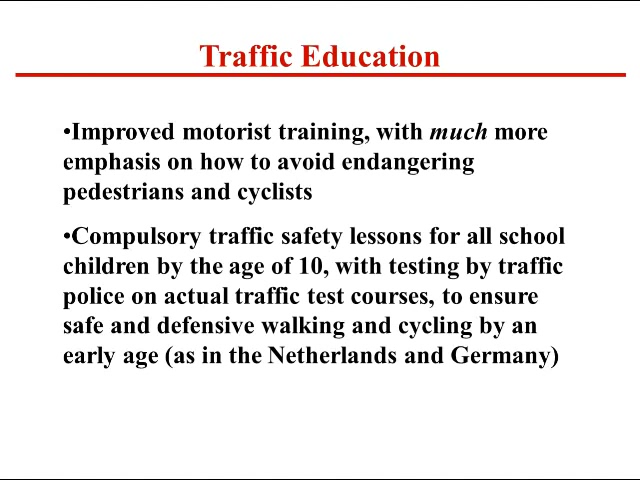 Traffic Education
•Improved motorist training, with much more
emphasis on how to avoid endangering
pedestrians and cyclists
•Compulsory traffic safety lessons for all school
children by the age of 10, with testing by traffic
police on actual traffic test courses, to ensure
safe and defensive walking and cycling by an
early age (as in the Netherlands and Germany)